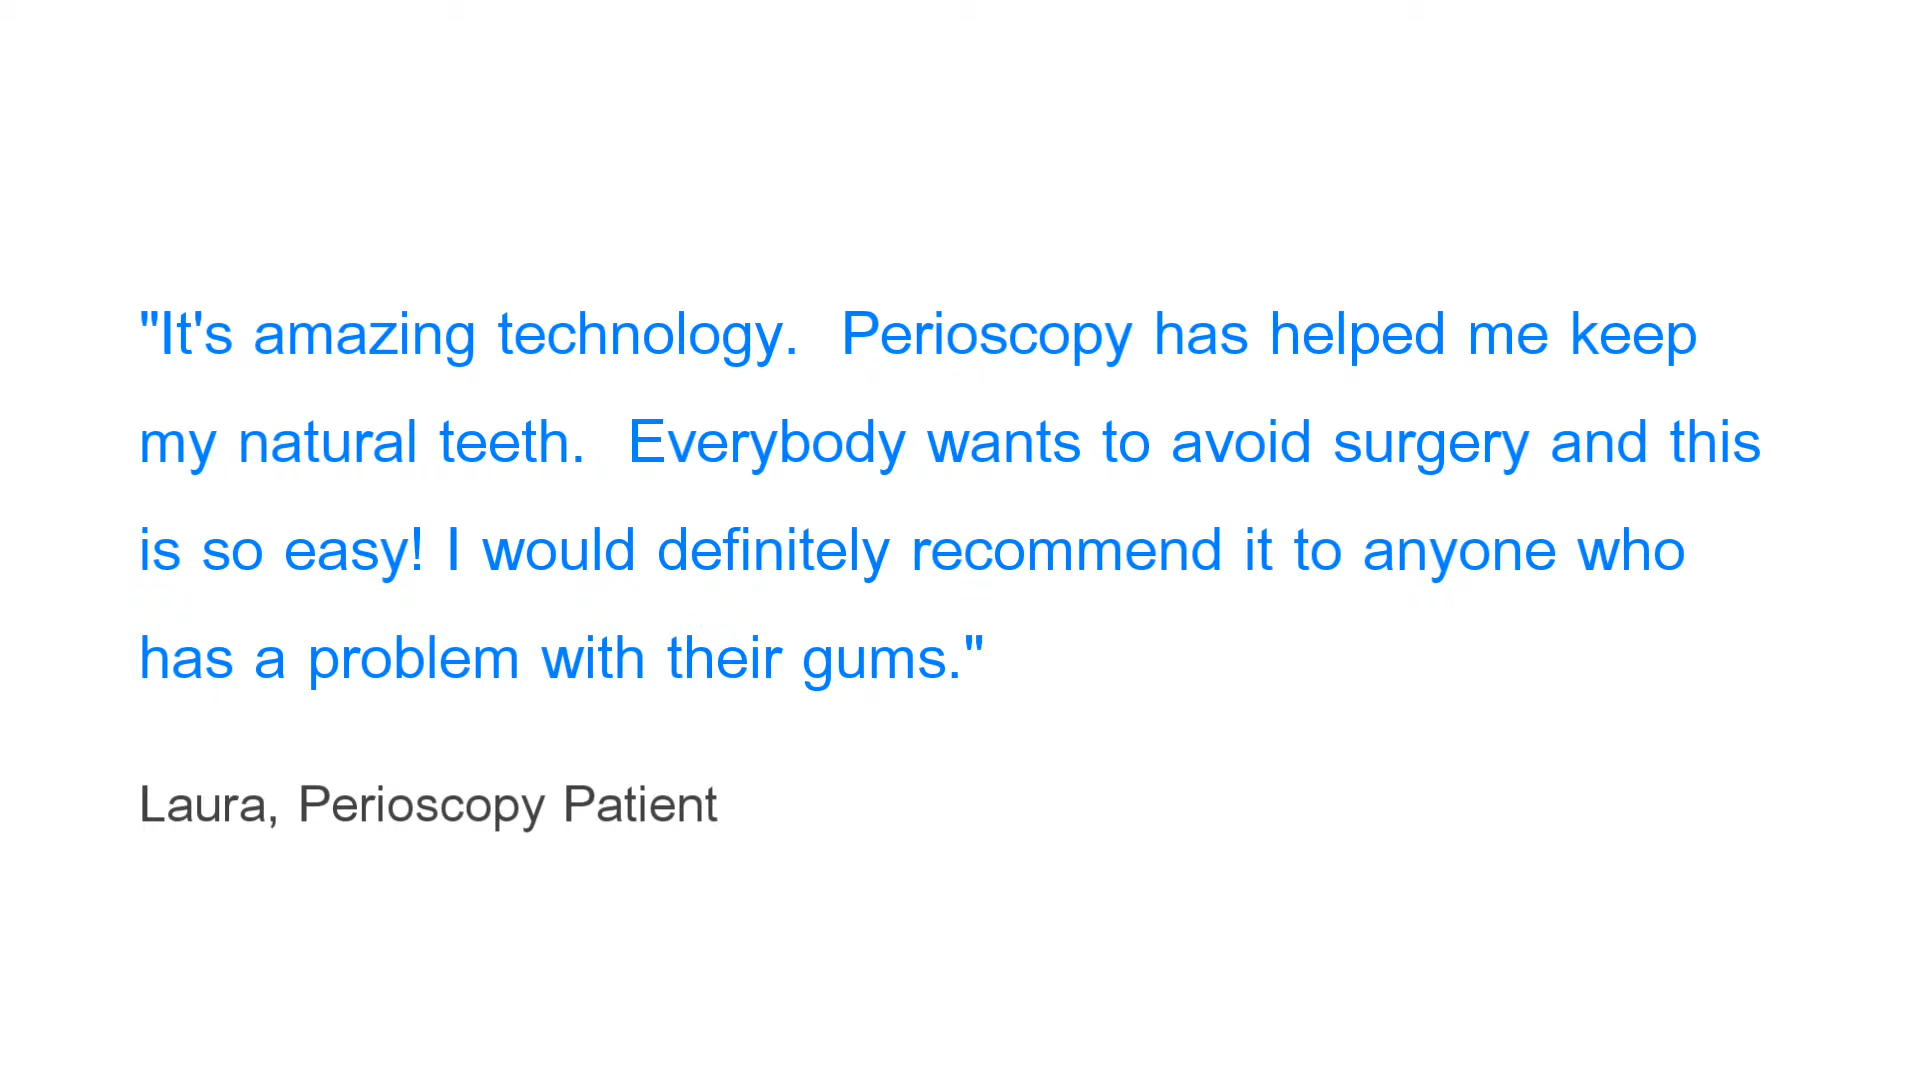 "It's amazing technology.  Perioscopy has helped me keep
my natural teeth.  Everybody wants to avoid surgery and this
is so easy! I would definitely recommend it to anyone who
has a problem with their gums."
Laura, Perioscopy Patient